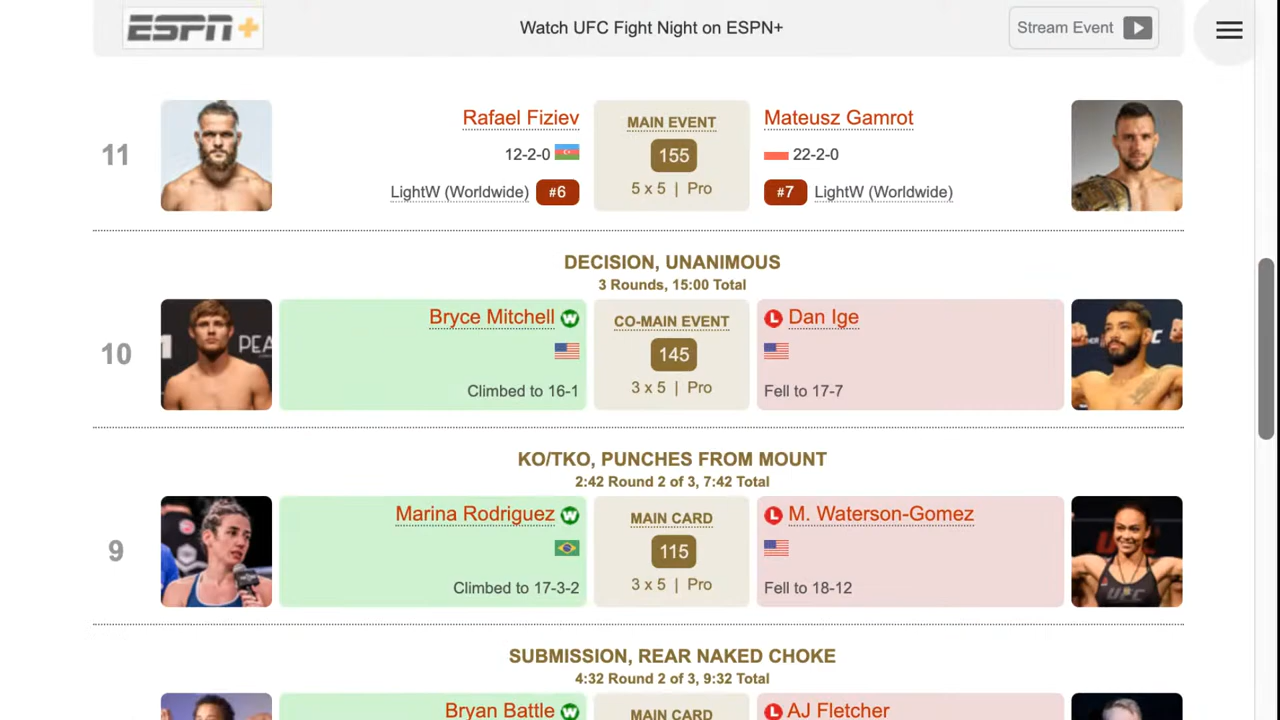 ESPN+
Watch UFC Fight Night on ESPN+
Stream Event
11
Rafael Fiziev
MAIN EVENT
Mateusz Gamrot
12-2-0
155
22-2-0
LightW (Worldwide) #6
5 x 5 | Pro
#7 LightW (Worldwide)
DECISION, UNANIMOUS
3 Rounds, 15:00 Total
10
PEA
Bryce Mitchell W
CO-MAIN EVENT
L Dan Ige
145
Climbed to 16-1
3 x 5 | Pro
Fell to 17-7
KO/TKO, PUNCHES FROM MOUNT
2:42 Round 2 of 3, 7:42 Total
9
Marina Rodriguez W
MAIN CARD
L M. Waterson-Gomez
115
Climbed to 17-3-2
3 x 5 | Pro
Fell to 18-12
UFC
SUBMISSION, REAR NAKED CHOKE
4:32 Round 2 of 3, 9:32 Total
Bryan Battle W
MAIN CARD
L AJ Fletcher